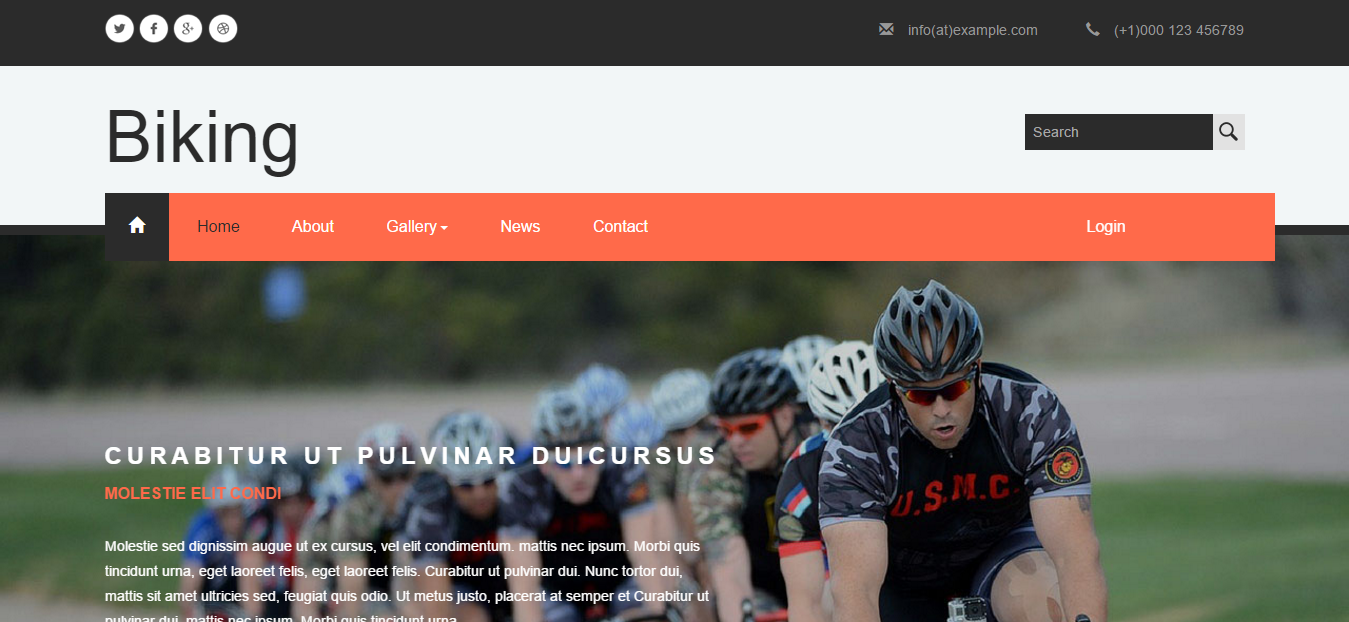 info(at)example.com (+1)000 123 456789
Biking
Search
Home About Gallery News Contact Login
CURABITUR UT PULVINAR DUICURSUS
MOLESTIE ELIT CONDI
Molestie sed dignissim augue ut ex cursus, vel elit condimentum. mattis nec ipsum. Morbi quis
tincidunt urna, eget laoreet felis, eget laoreet felis. Curabitur ut pulvinar dui. Nunc tortor dui,
mattis sit amet ultricies sed, feugiat quis odio. Ut metus justo, placerat at semper et Curabitur ut
pulvinar dui. mattis nec ipsum. Morbi quis tincidunt urna
U.S.M.C.